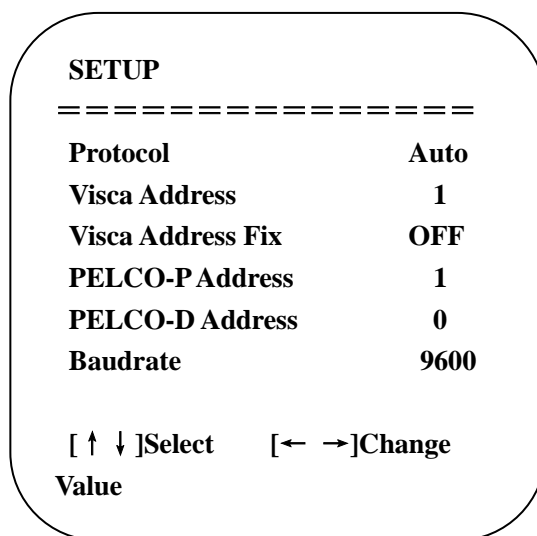 SETUP
===============
Protocol Auto
Visca Address 1
Visca Address Fix OFF
PELCO-P Address 1
PELCO-D Address 0
Baudrate 9600
[↑ ↓]Select [← →]Change
Value